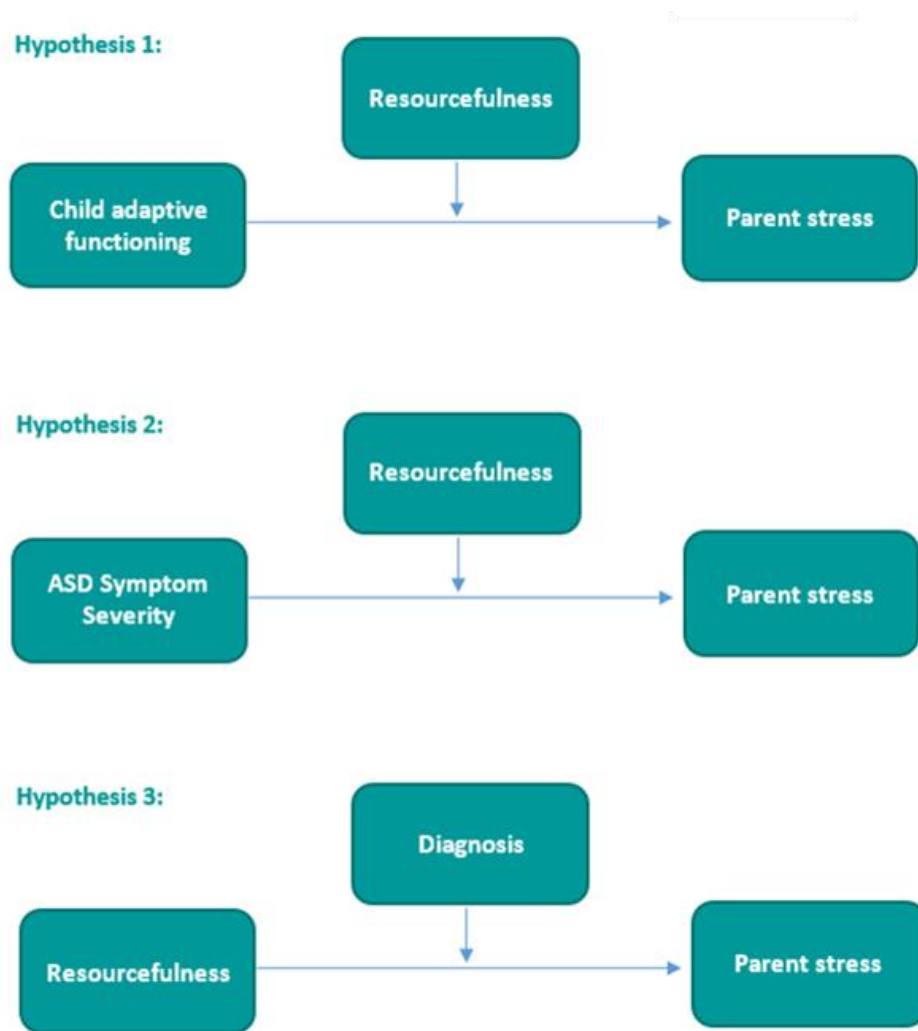 Hypothesis 1:
Resourcefulness
Child adaptive
functioning
Parent stress
Hypothesis 2:
Resourcefulness
ASD Symptom
Severity
Parent stress
Hypothesis 3:
Diagnosis
Resourcefulness
Parent stress